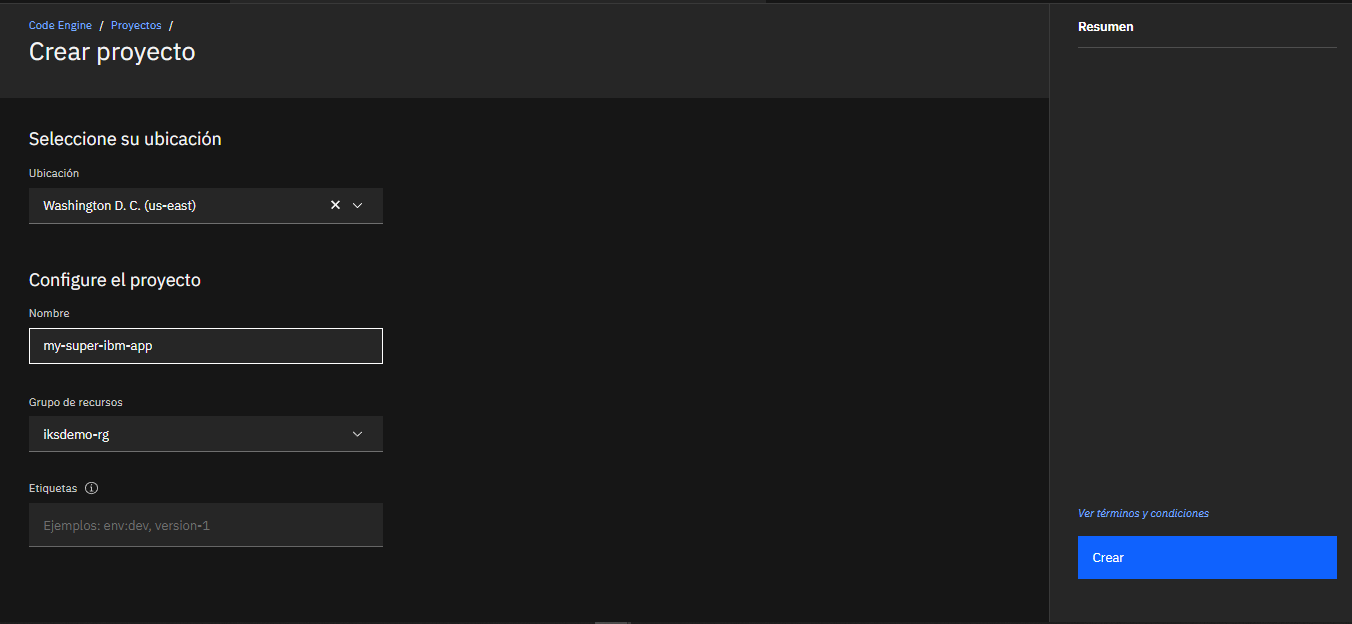 Code Engine / Proyectos /
Crear proyecto
Seleccione su ubicación
Ubicación
Washington D. C. (us-east)
Configure el proyecto
Nombre
my-super-ibm-app
Grupo de recursos
iksdemo-rg
Etiquetas
Ejemplos: env:dev, version-1
Resumen
Ver términos y condiciones
Crear